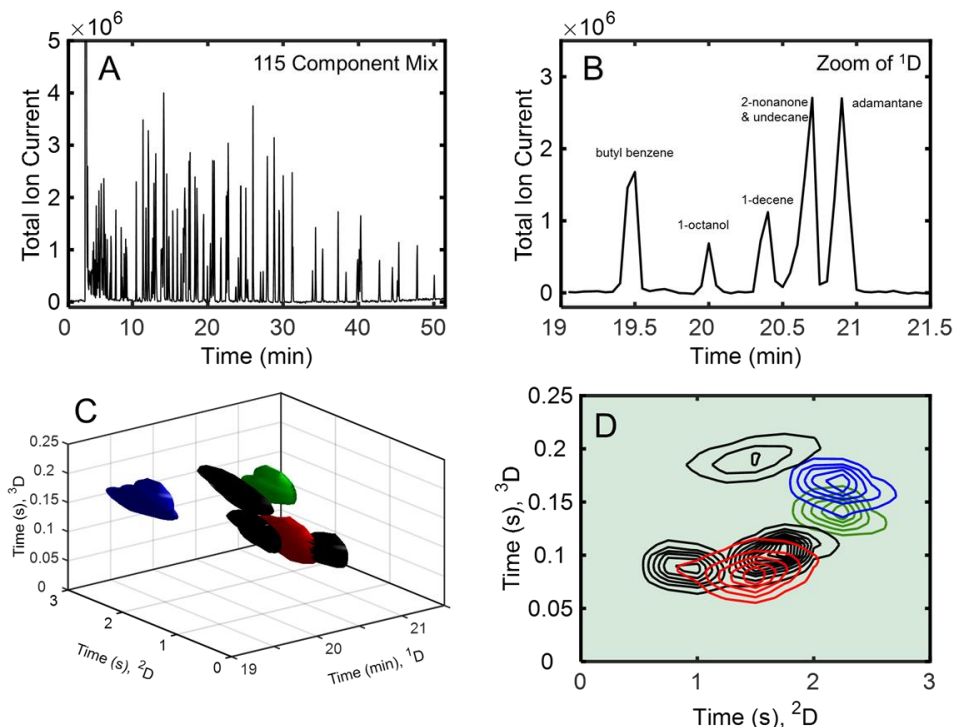 ×10⁶
5
4
3
2
1
0
A
115 Component Mix
Total Ion Current
0
10
20
30
40
50
Time (min)
×10⁶
3
2
1
0
B
Zoom of ¹D
2-nonanone
& undecane
adamantane
butyl benzene
1-decene
1-octanol
Total Ion Current
19
19.5
20
20.5
21
21.5
Time (min)
C
0.25
0.2
0.15
0.1
0.05
0
Time (s), ³D
3
2
1
0
Time (s), ²D
19
20
21
Time (min), ¹D
D
0.25
0.2
0.15
0.1
0.05
0
Time (s), ³D
0
1
2
3
Time (s), ²D